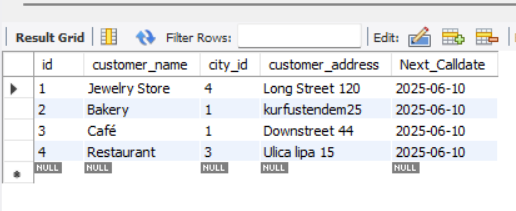 Result Grid Filter Rows: Edit:
id customer_name city_id customer_address Next_Calldate
1 Jewelry Store 4 Long Street 120 2025-06-10
2 Bakery 1 kurfustendem25 2025-06-10
3 Café 1 Downstreet 44 2025-06-10
4 Restaurant 3 Ulica lipa 15 2025-06-10
NULL NULL NULL NULL NULL